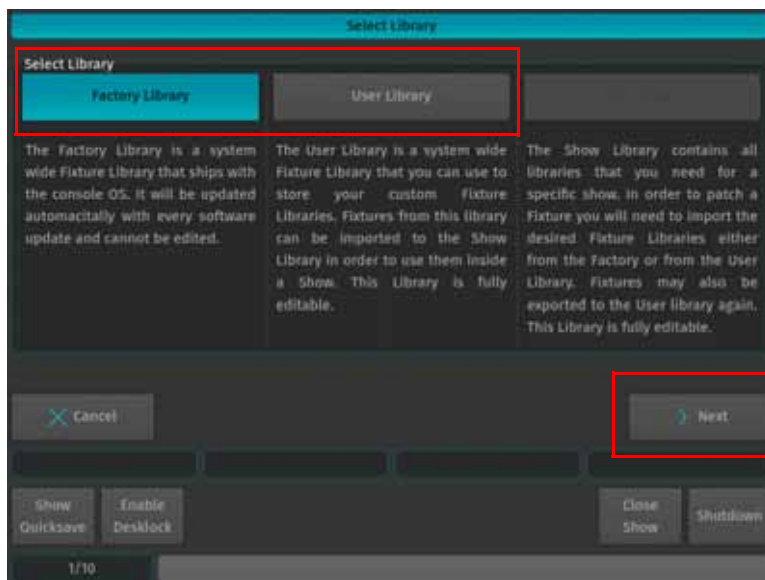 Select Library
Select Library
Factory Library
User Library
The Factory Library is a system
wide Fixture Library that ships with
the console OS. It will be updated
automacitally with every software
update and cannot be edited.
The User Library is a system wide
Fixture Library that you can use to
store your custom Fixture
Libraries. Fixtures from this library
can be imported to the Show
Library in order to use them inside
a Show. This Library is fully
editable.
The Show Library contains all
libraries that you need for a
specific show. In order to patch a
Fixture you will need to import the
desired Fixture Libraries either
from the Factory or from the User
Library. Fixtures may also be
exported to the User library again.
This Library is fully editable.
Cancel
Next
Show
Quicksave
Enable
Desklock
Close
Show
Shutdown
1/10